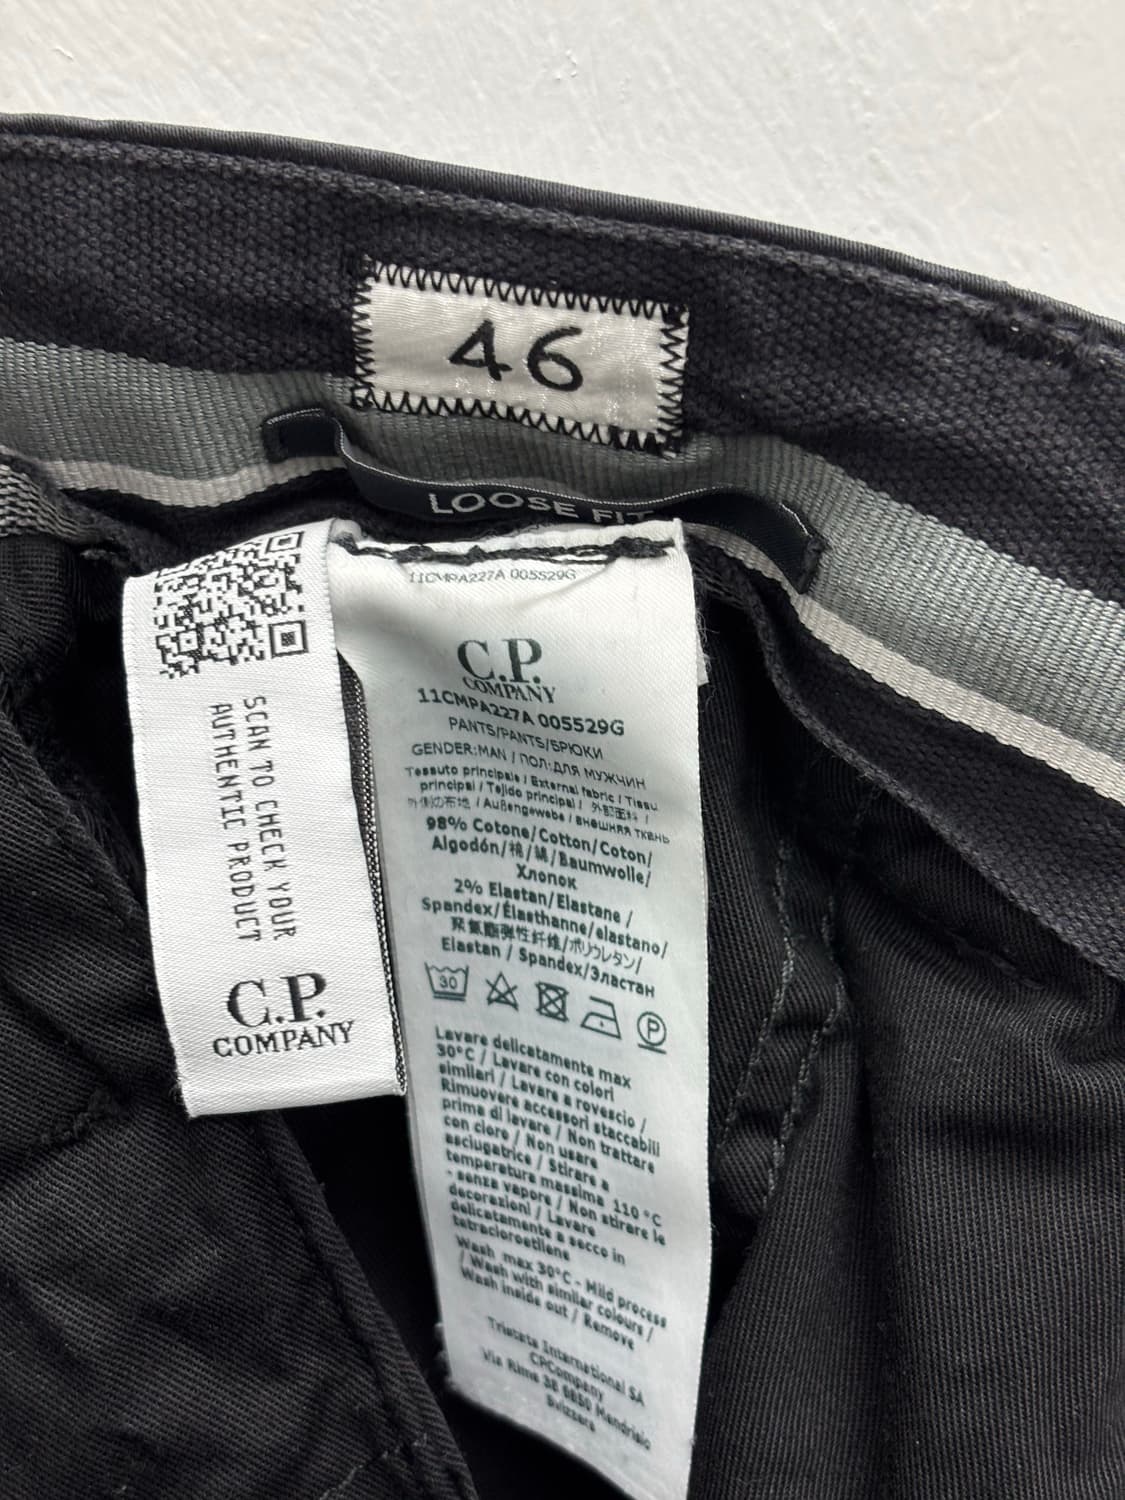 46
LOOSE FIT
11CMPA227A 005529G
C.P.
COMPANY
11CMPA227A 005529G
PANTS/PANTS/БРЮКИ
GENDER:MAN / ПОЛ:ДЛЯ МУЖЧИН
Tessuto principale / External fabric / Tissu
principal / Tejido principal / 外部面料 /
外側の布地 / Außengewebe / ВНЕШНЯЯ ТКАНЬ
98% Cotone/Cotton/Coton/
Algodón/棉/綿/Baumwolle/
Хлопок
2% Elastan/Elastane /
Spandex/Élasthanne/elastano/
聚氨酯弹性纤维/ポリウレタン/
Elastan / Spandex/Эластан
30
P
Lavare delicatamente max
30°C / Lavare con colori
similari / Lavare a rovescio /
Rimuovere accessori staccabili
prima di lavare / Non trattare
con cloro / Non usare
asciugatrice / Stirare a
temperatura massima 110 °C
- senza vapore / Non stirare le
decorazioni / Lavare
delicatamente a secco in
tetracloroetilene
Wash max 30°C - Mild process
/ Wash with similar colours /
Wash inside out / Remove
Tristate International SA
CPCompany
Via Rime 38 6850 Mendrisio
Svizzera
SCAN TO CHECK YOUR
AUTHENTIC PRODUCT
C.P.
COMPANY